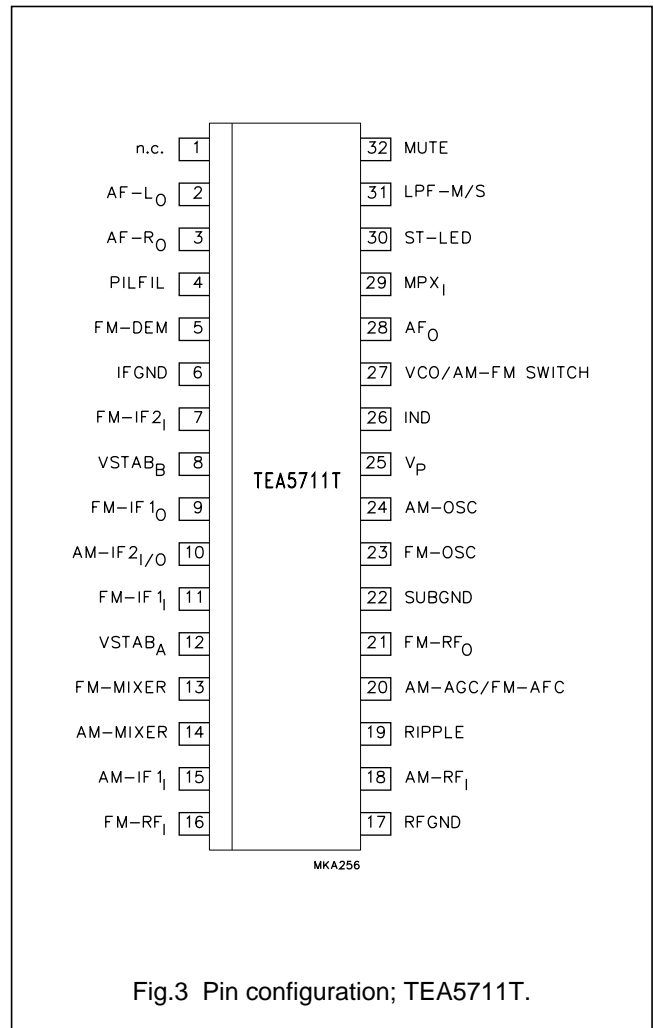 n.c. 1
AF-LO 2
AF-RO 3
PILFIL 4
FM-DEM 5
IFGND 6
FM-IF2I 7
VSTABB 8
FM-IF1O 9
AM-IF2I/O 10
FM-IF1I 11
VSTABA 12
FM-MIXER 13
AM-MIXER 14
AM-IF1I 15
FM-RFI 16
TEA5711T
32 MUTE
31 LPF-M/S
30 ST-LED
29 MPXI
28 AFO
27 VCO/AM-FM SWITCH
26 IND
25 VP
24 AM-OSC
23 FM-OSC
22 SUBGND
21 FM-RFO
20 AM-AGC/FM-AFC
19 RIPPLE
18 AM-RFI
17 RFGND
MKA256
Fig.3 Pin configuration; TEA5711T.